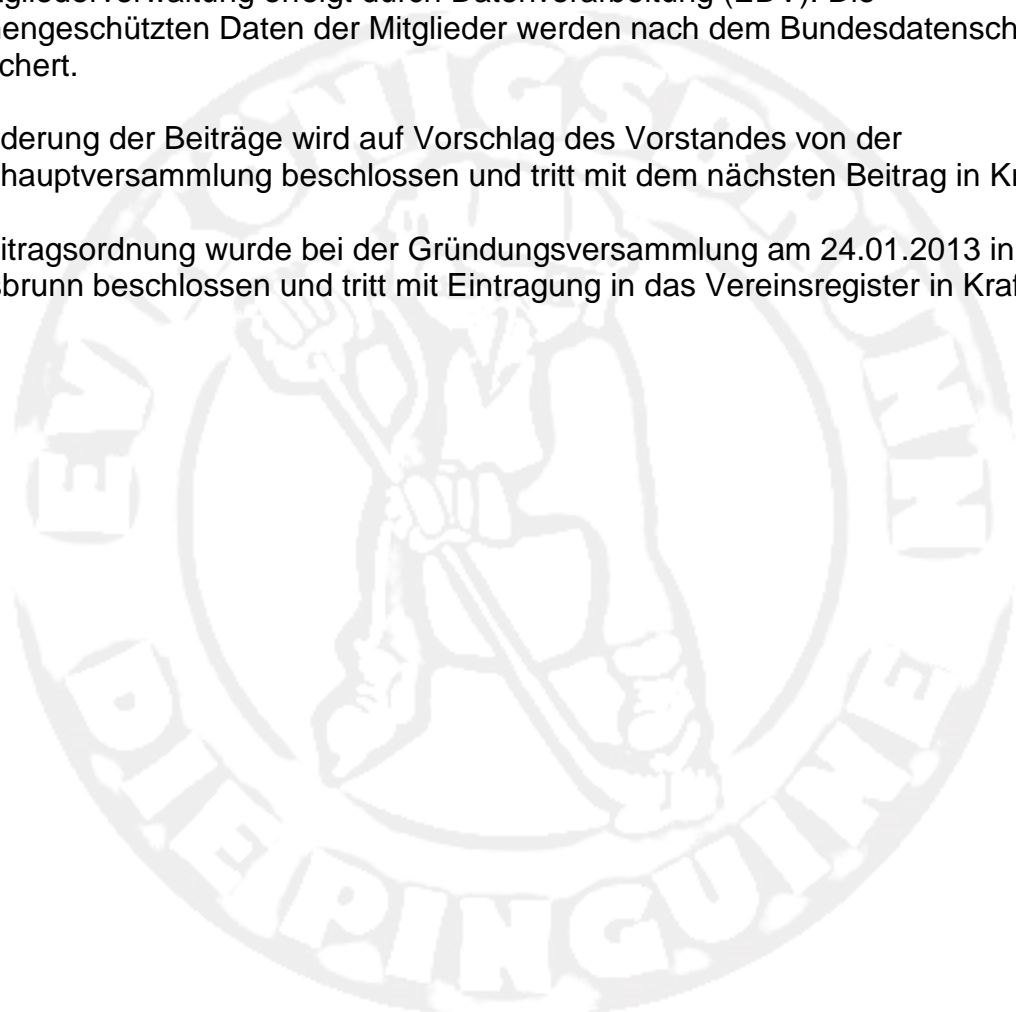 gliederverwaltung erfolgt durch Datenverarbeitung (EDV). Die
nengeschützten Daten der Mitglieder werden nach dem Bundesdatensch
chert.
derung der Beiträge wird auf Vorschlag des Vorstandes von der
hauptversammlung beschlossen und tritt mit dem nächsten Beitrag in Kr
itragsordnung wurde bei der Gründungsversammlung am 24.01.2013 in
sbrunn beschlossen und tritt mit Eintragung in das Vereinsregister in Kraf
EV KÖNIGSBRUNN
DIE PINGUINE